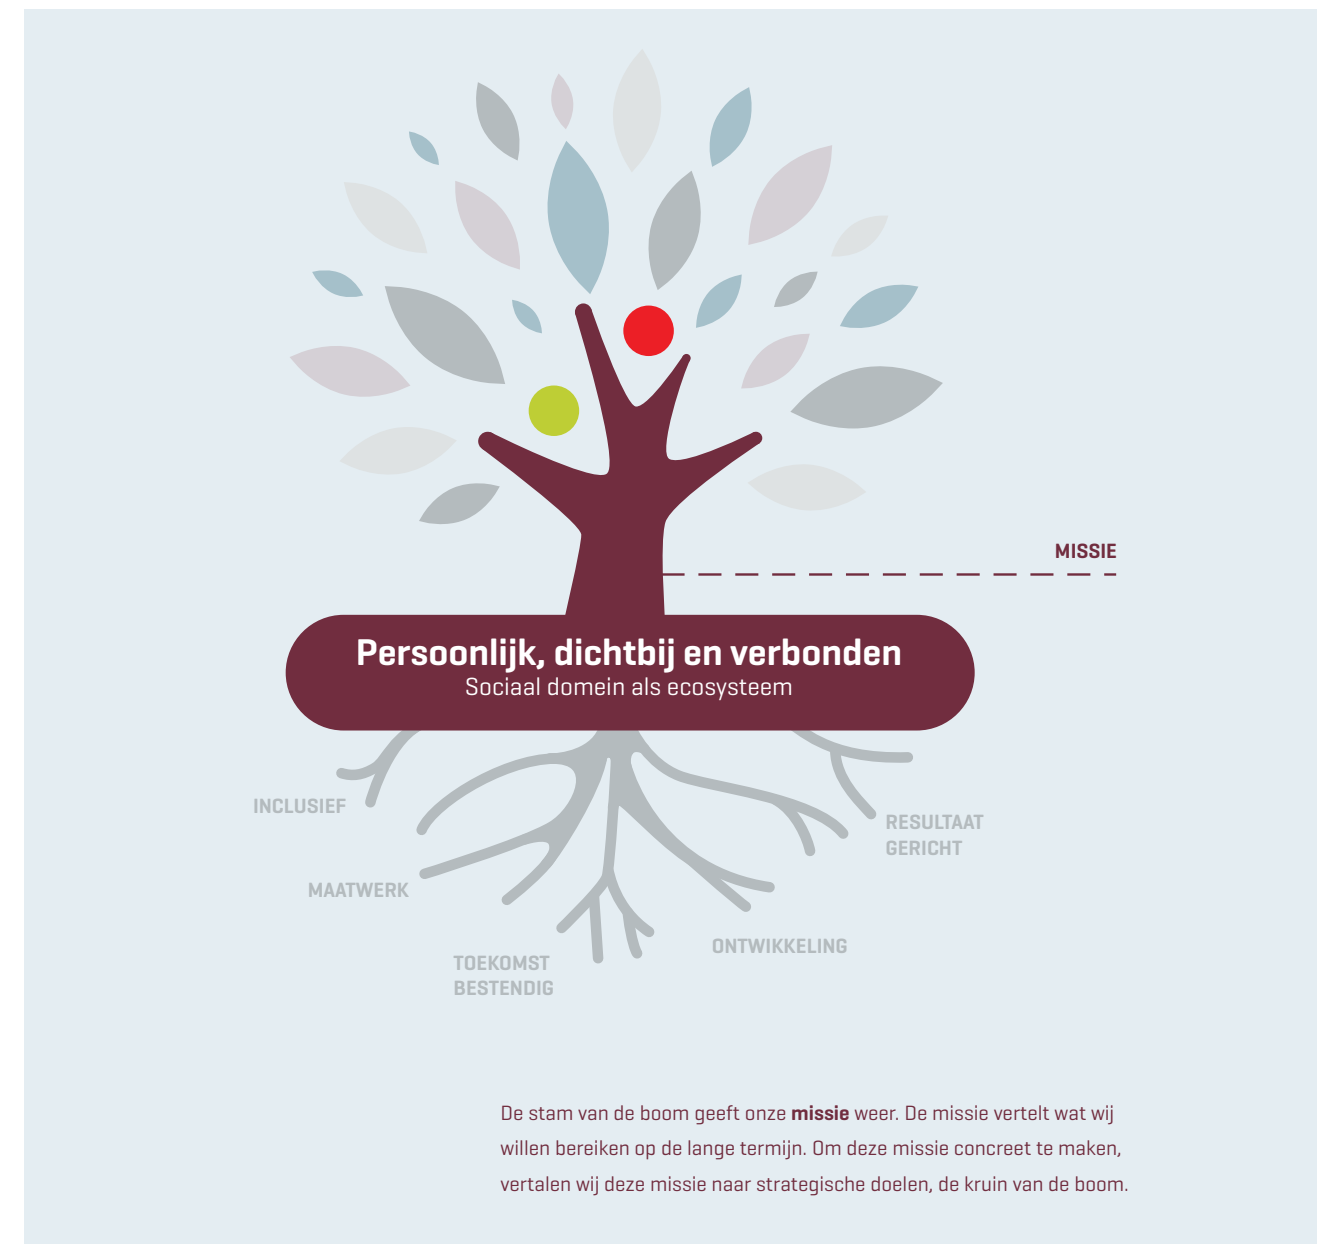 MISSIE
Persoonlijk, dichtbij en verbonden
Sociaal domein als ecosysteem
INCLUSIEF
RESULTAAT
GERICHT
MAATWERK
ONTWIKKELING
TOEKOMST
BESTENDIG
De stam van de boom geeft onze missie weer. De missie vertelt wat wij
willen bereiken op de lange termijn. Om deze missie concreet te maken,
vertalen wij deze missie naar strategische doelen, de kruin van de boom.